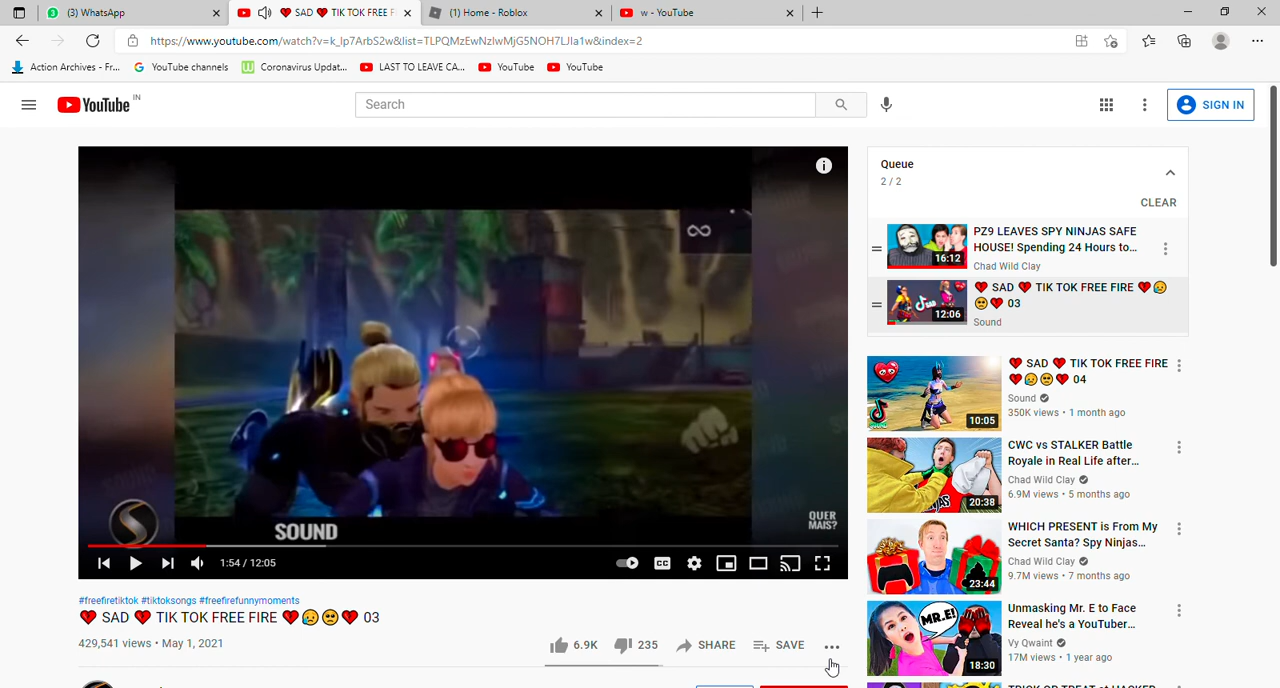 (3) WhatsApp
❤ SAD ❤ TIK TOK FREE F
(1) Home - Roblox
w - YouTube
https://www.youtube.com/watch?v=k_lp7ArbS2w&list=TLPQMzEwNzIwMjG5NOH7LJIa1w&index=2
Action Archives - Fr...
YouTube channels
Coronavirus Updat...
LAST TO LEAVE CA...
YouTube
YouTube
YouTube IN
Search
SIGN IN
SOUND
QUER
MAIS?
1:54 / 12:05
CC
#freefiretiktok #tiktoksongs #freefirefunnymoments
❤ SAD ❤ TIK TOK FREE FIRE ❤😥🥺❤ 03
429,541 views • May 1, 2021
6.9K
235
SHARE
SAVE
Queue
2 / 2
CLEAR
16:12
PZ9 LEAVES SPY NINJAS SAFE
HOUSE! Spending 24 Hours to...
Chad Wild Clay
12:06
❤ SAD ❤ TIK TOK FREE FIRE ❤😥
🥺❤ 03
Sound
10:05
❤ SAD ❤ TIK TOK FREE FIRE
❤😥🥺❤ 04
Sound
350K views • 1 month ago
20:38
CWC vs STALKER Battle
Royale in Real Life after...
Chad Wild Clay
6.9M views • 5 months ago
23:44
WHICH PRESENT is From My
Secret Santa? Spy Ninjas...
Chad Wild Clay
9.7M views • 7 months ago
MR.E!
18:30
Unmasking Mr. E to Face
Reveal he's a YouTuber...
Vy Qwaint
17M views • 1 year ago